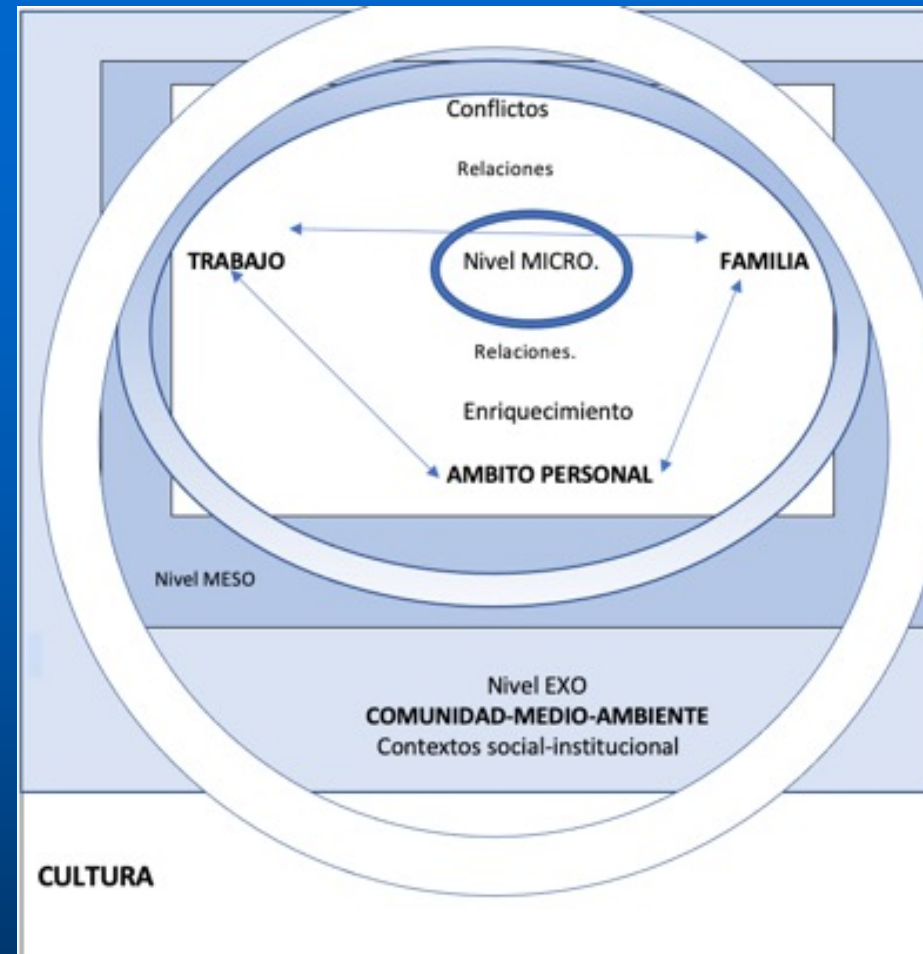 Conflictos
Relaciones
TRABAJO
Nivel MICRO.
FAMILIA
Relaciones.
Enriquecimiento
AMBITO PERSONAL
Nivel MESO
Nivel EXO
COMUNIDAD-MEDIO-AMBIENTE
Contextos social-institucional
CULTURA